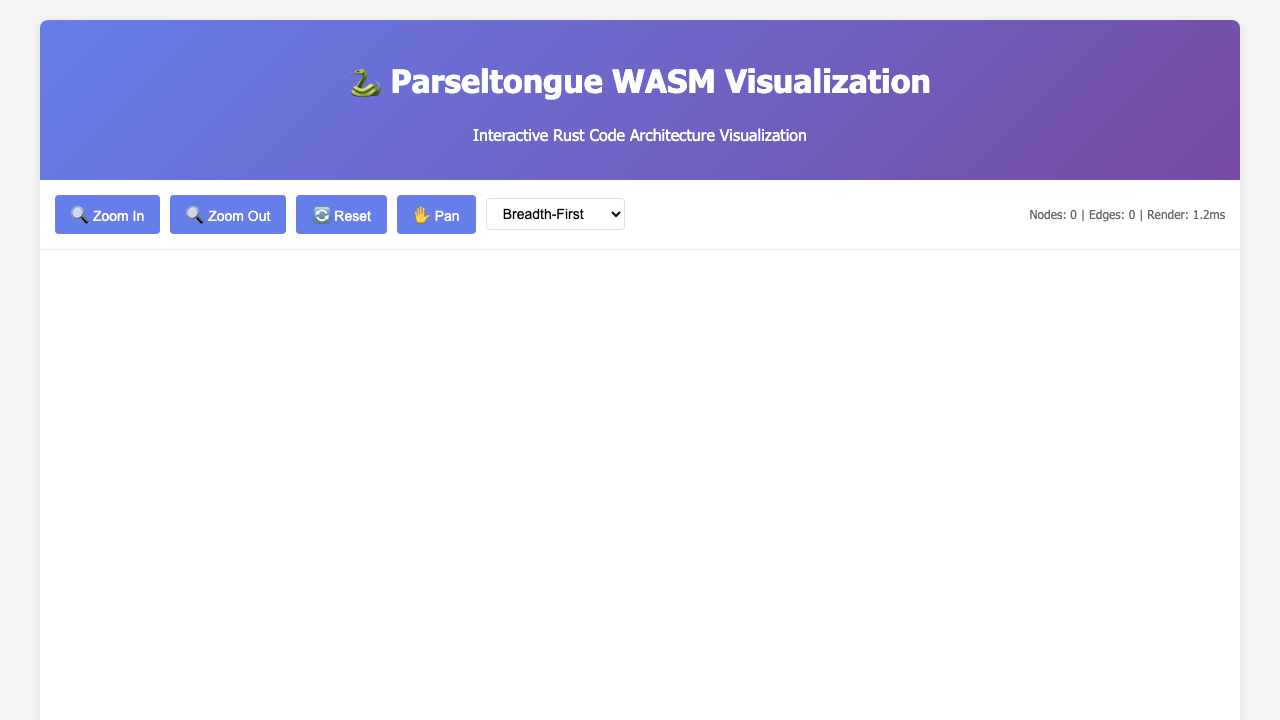 🐍 Parseltongue WASM Visualization
Interactive Rust Code Architecture Visualization
🔍 Zoom In 🔍 Zoom Out 🔄 Reset 🖐 Pan Breadth-First Nodes: 0 | Edges: 0 | Render: 1.2ms